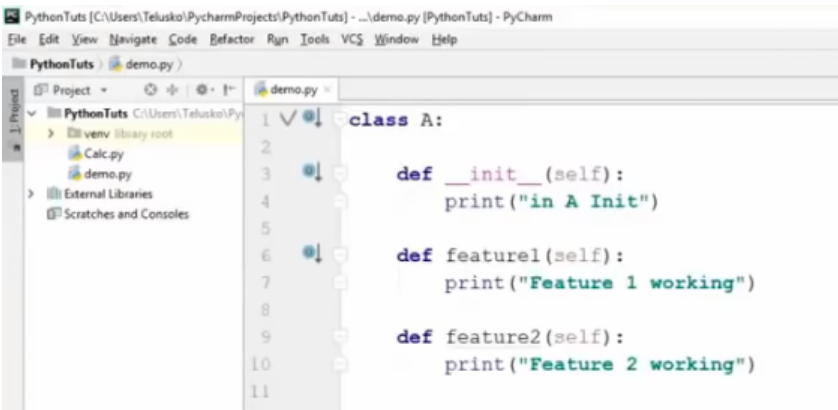 PythonTuts [C:\Users\Telusko\PycharmProjects\PythonTuts] - ...\demo.py [PythonTuts] - PyCharm
File Edit View Navigate Code Refactor Run Tools VCS Window Help
PythonTuts demo.py
1: Project
Project
demo.py
PythonTuts C:\Users\Telusko\Py
venv library root
Calc.py
demo.py
External Libraries
Scratches and Consoles
1 class A:
2
3 def __init__(self):
4 print("in A Init")
5
6 def feature1(self):
7 print("Feature 1 working")
8
9 def feature2(self):
10 print("Feature 2 working")
11